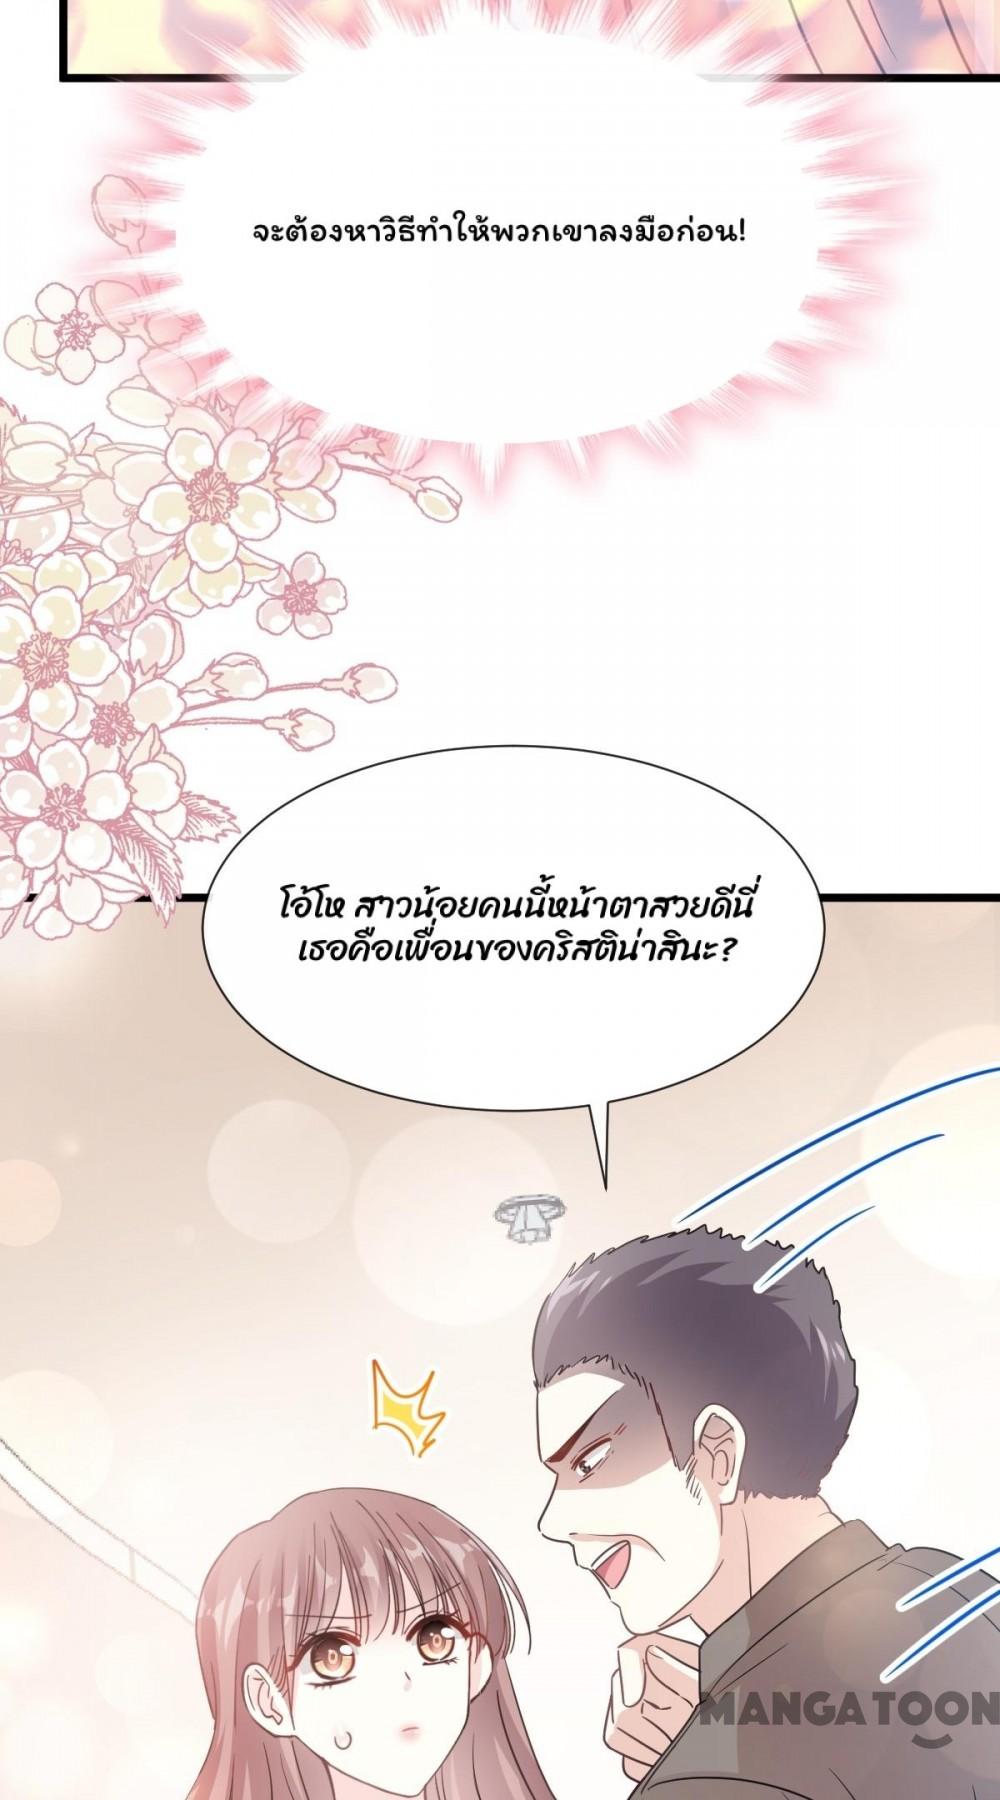 จะต้องหาวิธีทำให้พวกเขาลงมือก่อน!
โอ้โห สาวน้อยคนนี้หน้าตาสวยดีนี่
เธอคือเพื่อนของคริสติน่าสินะ?
MANGATOON